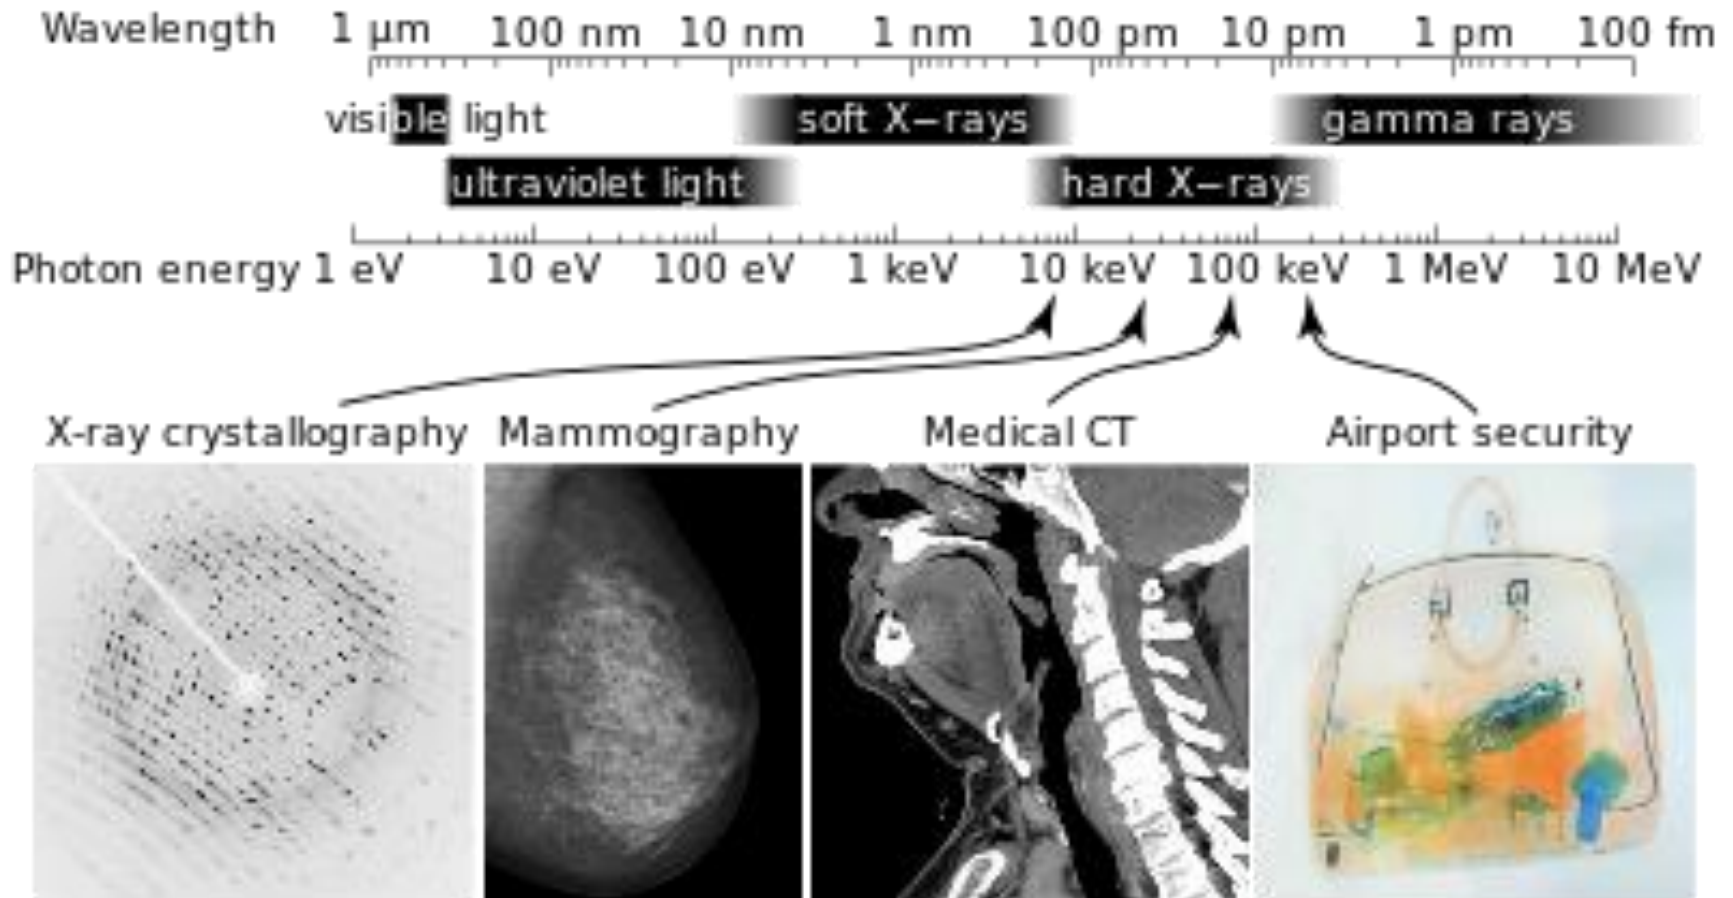 Wavelength 1 μm 100 nm 10 nm 1 nm 100 pm 10 pm 1 pm 100 fm
visible light soft X−rays gamma rays
ultraviolet light hard X−rays
Photon energy 1 eV 10 eV 100 eV 1 keV 10 keV 100 keV 1 MeV 10 MeV
X-ray crystallography Mammography Medical CT Airport security